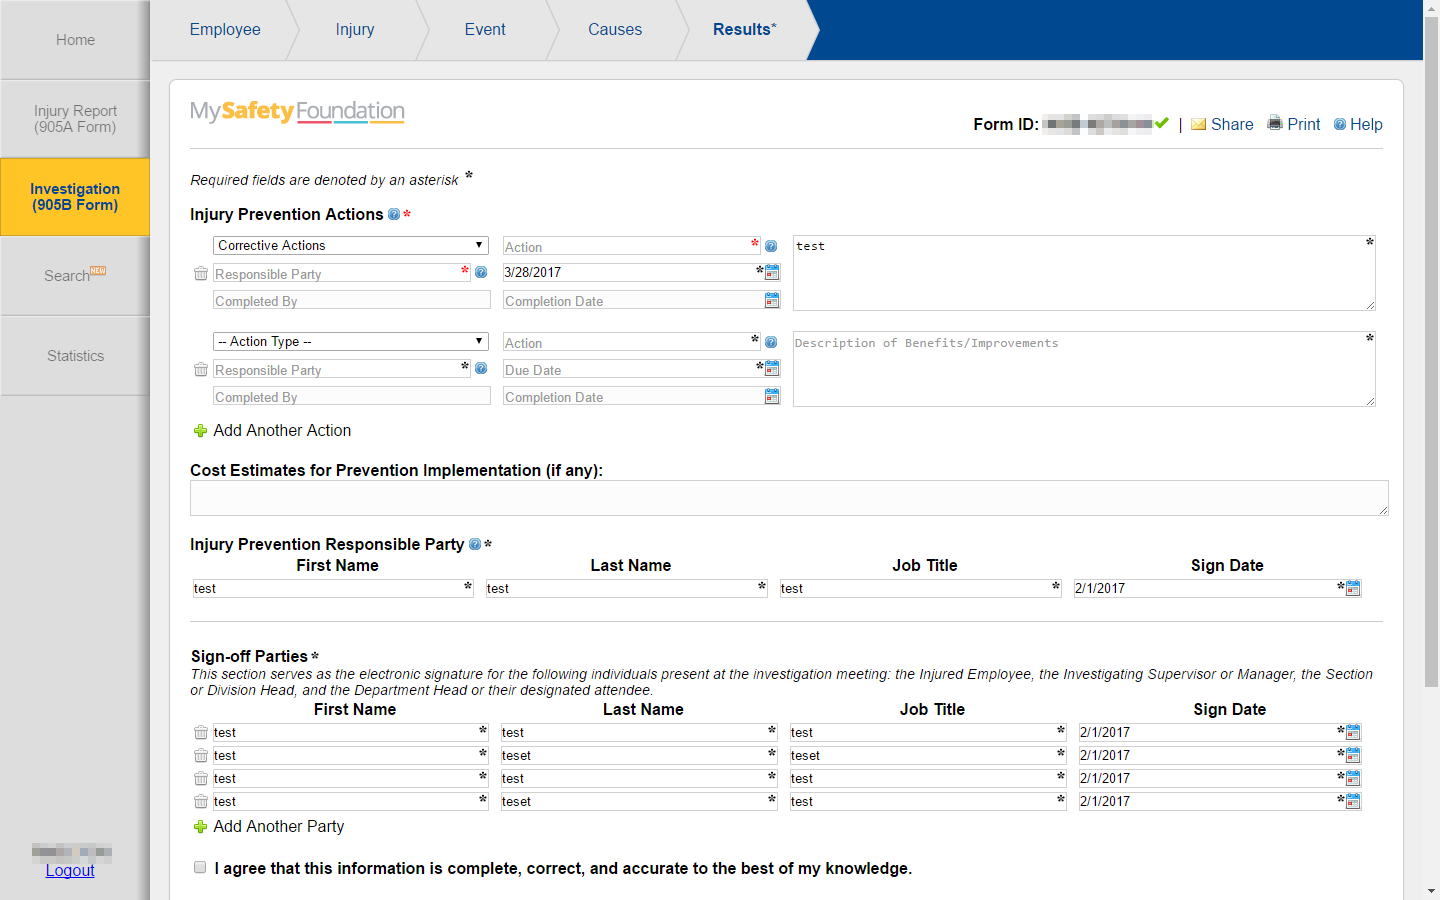 Home
Injury Report
(905A Form)
Investigation
(905B Form)
Search NEW
Statistics
Logout
Employee
Injury
Event
Causes
Results*
MySafetyFoundation
Form ID: | Share Print Help
Required fields are denoted by an asterisk *
Injury Prevention Actions ? *
Corrective Actions ▼ Action * ? test *
Responsible Party * ? 3/28/2017 *
Completed By Completion Date
-- Action Type -- ▼ Action * ? Description of Benefits/Improvements *
Responsible Party * ? Due Date *
Completed By Completion Date
Add Another Action
Cost Estimates for Prevention Implementation (if any):
Injury Prevention Responsible Party ? *
First Name Last Name Job Title Sign Date
test * test * test * 2/1/2017 *
Sign-off Parties *
This section serves as the electronic signature for the following individuals present at the investigation meeting: the Injured Employee, the Investigating Supervisor or Manager, the Section
or Division Head, and the Department Head or their designated attendee.
First Name Last Name Job Title Sign Date
test * test * test * 2/1/2017 *
test * teset * teset * 2/1/2017 *
test * test * test * 2/1/2017 *
test * teset * test * 2/1/2017 *
Add Another Party
I agree that this information is complete, correct, and accurate to the best of my knowledge.